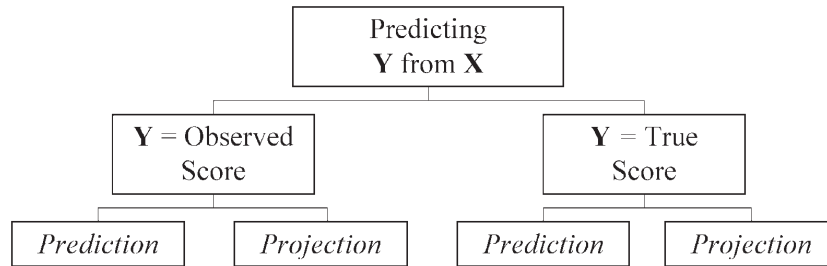 Predicting
Y from X
Y = Observed
Score
Y = True
Score
Prediction
Projection
Prediction
Projection